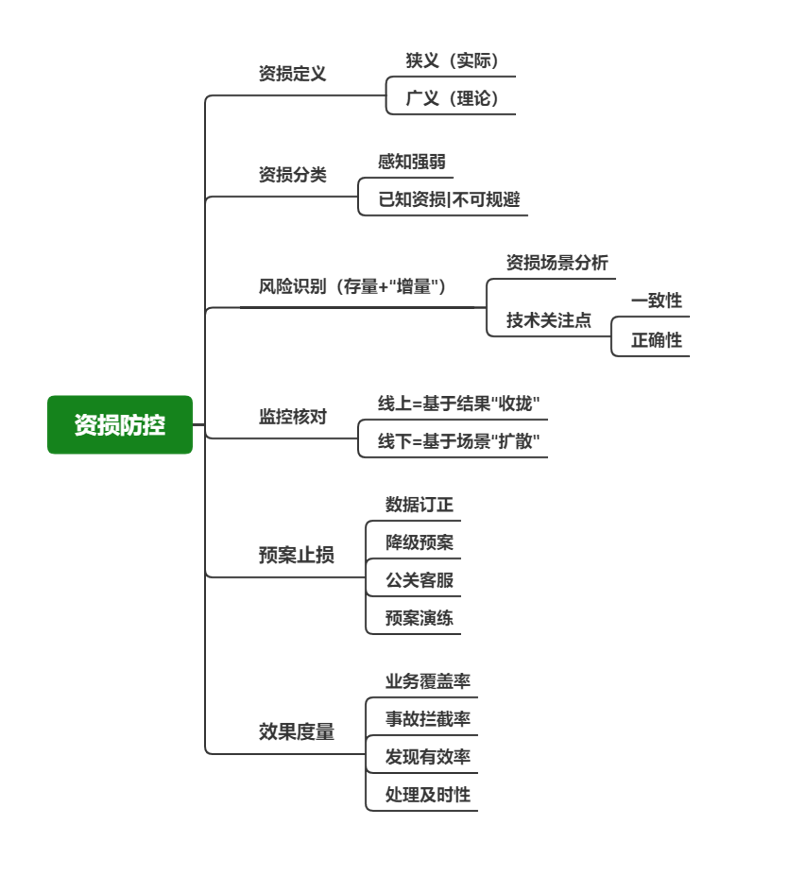 资损防控
资损定义
狭义（实际）
广义（理论）
资损分类
感知强弱
已知资损|不可规避
风险识别（存量+“增量”）
资损场景分析
技术关注点
一致性
正确性
监控核对
线上=基于结果“收拢”
线下=基于场景“扩散”
预案止损
数据订正
降级预案
公关客服
预案演练
效果度量
业务覆盖率
事故拦截率
发现有效率
处理及时性